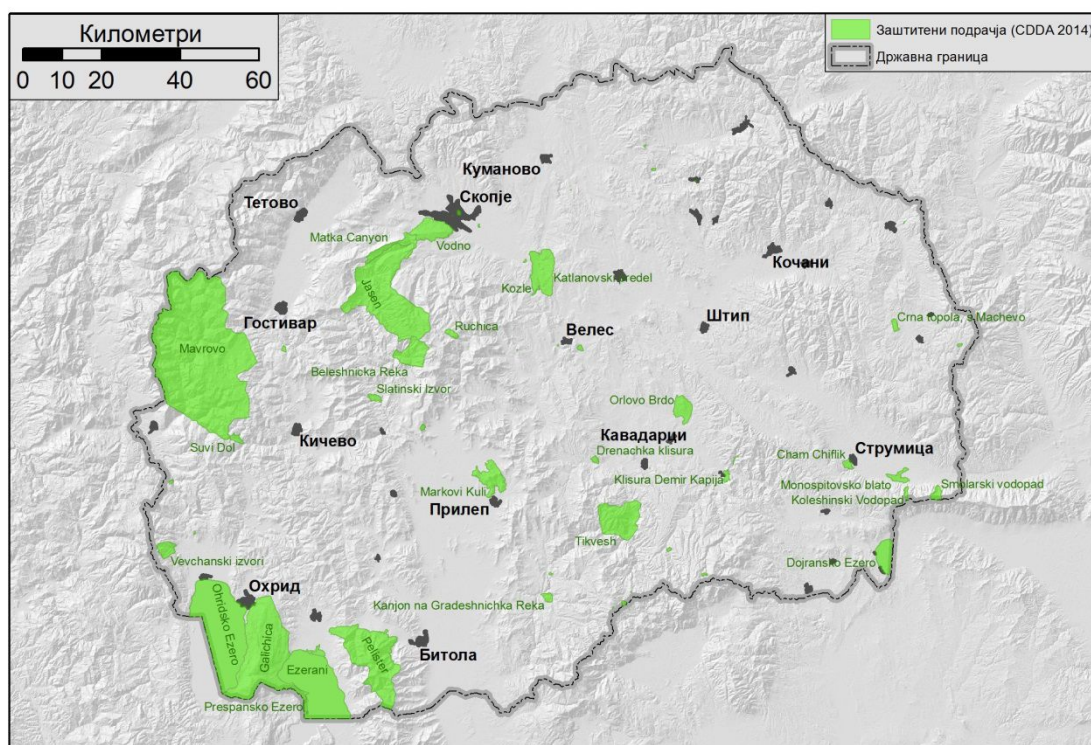 Километри
0 10 20 40 60
Заштитени подрачја (CDDA 2014)
Државна граница
Куманово
Скопје
Тетово
Matka Canyon
Vodno
Кочани
Katlanovski predel
Kozle
Jasen
Штип
Гостивар
Ruchica
Велес
Crna topola, s.Machevo
Mavrovo
Beleshnicka Reka
Slatinski Izvor
Orlovo Brdo
Кичево
Кавадарци
Suvi Dol
Drenachka klisura
Струмица
Cham Chiflik
Klisura Demir Kapija
Monospitovsko blato
Smolarski vodopad
Markovi Kuli
Koleshinski Vodopad
Прилеп
Tikvesh
Vevchanski izvori
Dojransko Ezero
Охрид
Ohridsko Ezero
Galichica
Kanjon na Gradeshnichka Reka
Pelister
Битола
Ezerani
Prespansko Ezero